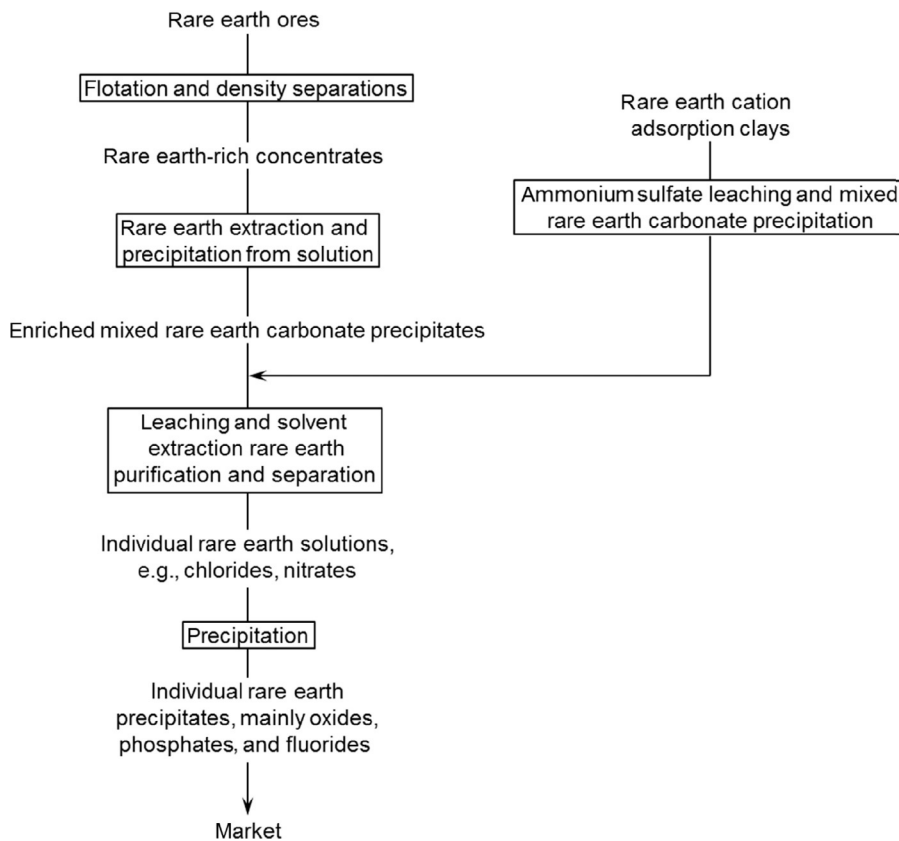 Rare earth ores
Flotation and density separations
Rare earth-rich concentrates
Rare earth extraction and
precipitation from solution
Enriched mixed rare earth carbonate precipitates
Rare earth cation
adsorption clays
Ammonium sulfate leaching and mixed
rare earth carbonate precipitation
Leaching and solvent
extraction rare earth
purification and separation
Individual rare earth solutions,
e.g., chlorides, nitrates
Precipitation
Individual rare earth
precipitates, mainly oxides,
phosphates, and fluorides
Market